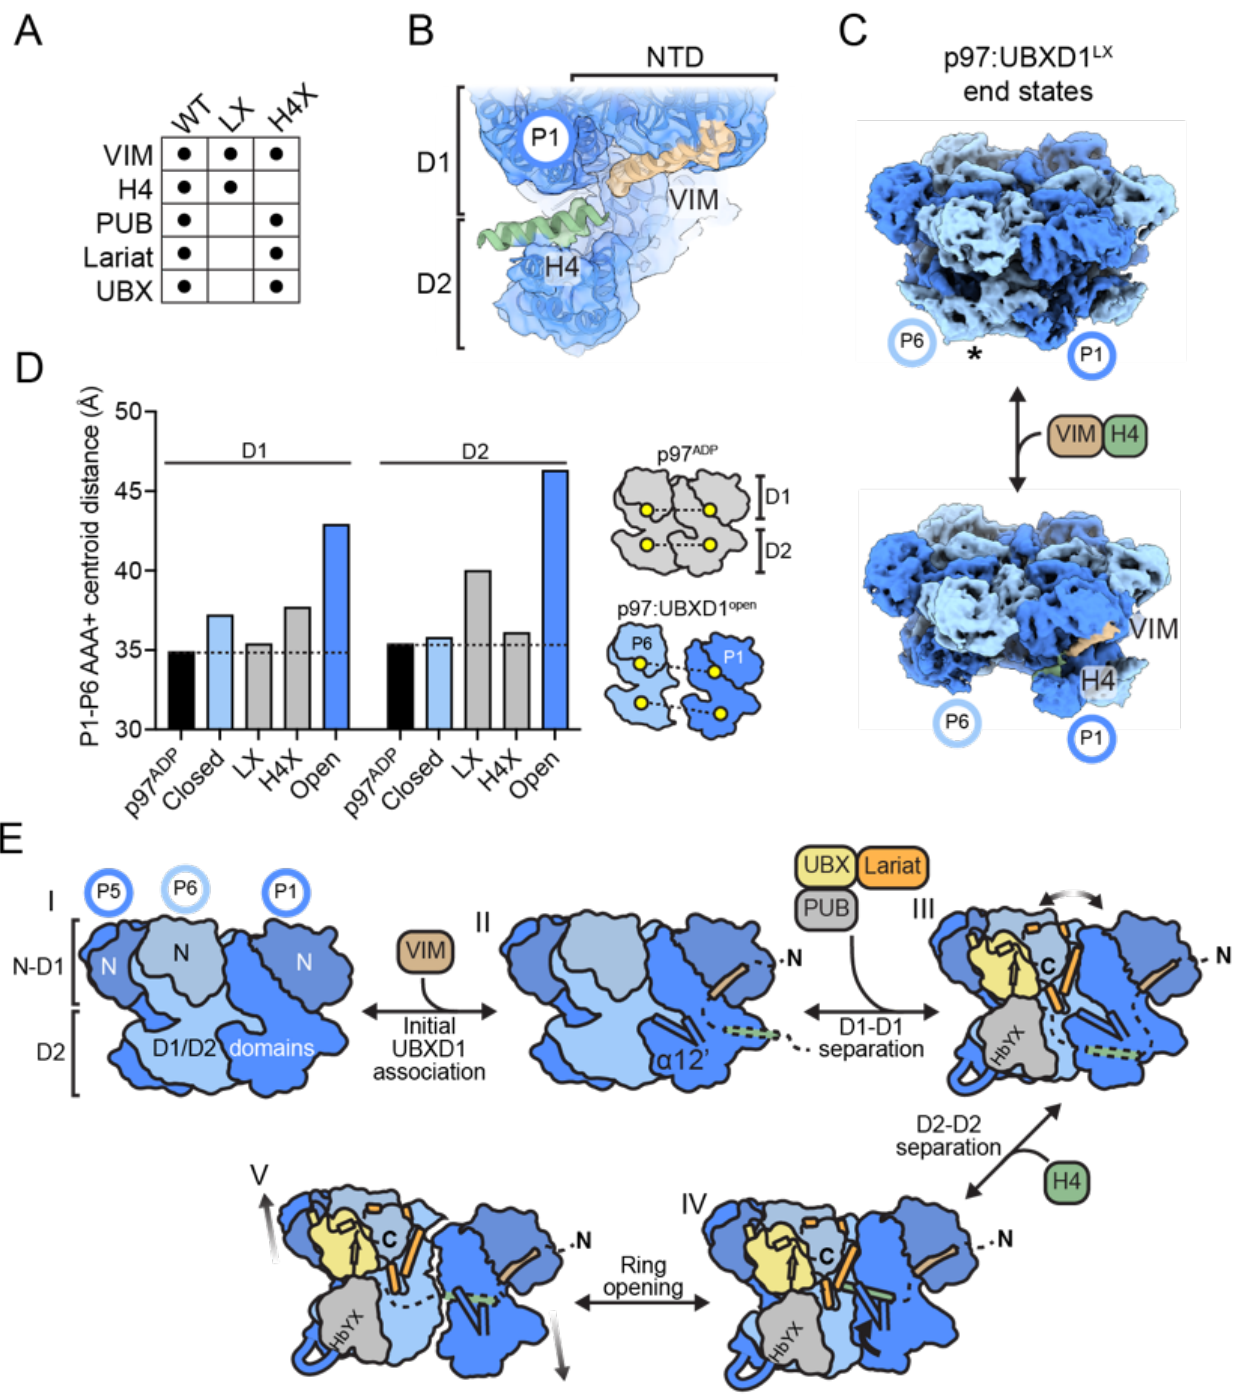 A
WT LX H4X
VIM
H4
PUB
Lariat
UBX
B
NTD
P1
D1
VIM
H4
D2
C
p97:UBXD1LX
end states
P6
*
P1
VIM H4
VIM
H4
P6
P1
D
P1-P6 AAA+ centroid distance (Å)
50
45
40
35
30
D1
D2
p97ADP
Closed
LX
H4X
Open
p97ADP
Closed
LX
H4X
Open
p97ADP
D1
D2
p97:UBXD1open
P6
P1
E
I
P5
P6
P1
N-D1
D2
N
N
N
D1/D2 domains
VIM
Initial
UBXD1
association
II
N
α12'
UBX Lariat
PUB
D1-D1
separation
III
C
N
HbYX
D2-D2
separation
H4
IV
C
N
HbYX
Ring
opening
V
C
N
HbYX